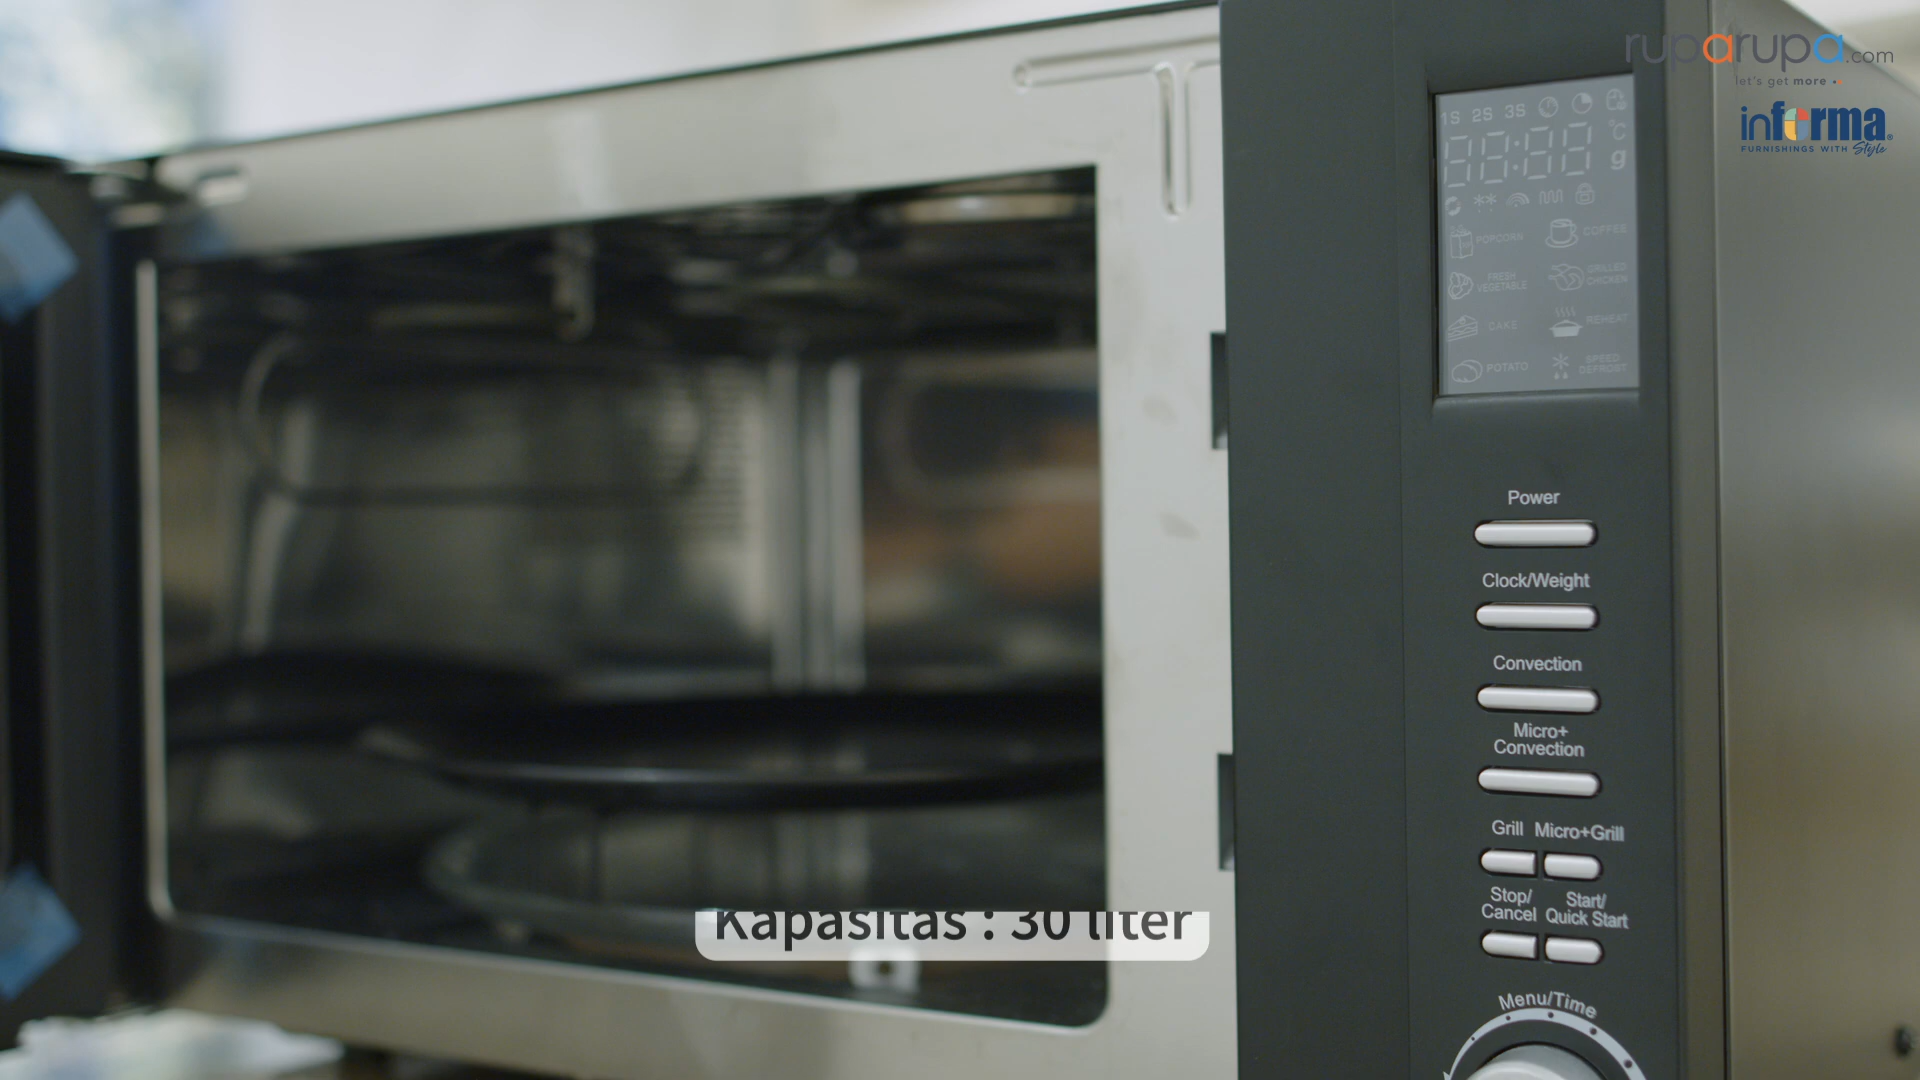 ruparupa.com
let's get more
informa
FURNISHINGS WITH Style
1S 2S 3S
88:88 °C
g
POPCORN
COFFEE
FRESH
VEGETABLE
GRILLED
CHICKEN
CAKE
REHEAT
POTATO
SPEED
DEFROST
Power
Clock/Weight
Convection
Micro+
Convection
Grill
Micro+Grill
Stop/
Cancel
Start/
Quick Start
Menu/Time
Kapasitas : 30 liter